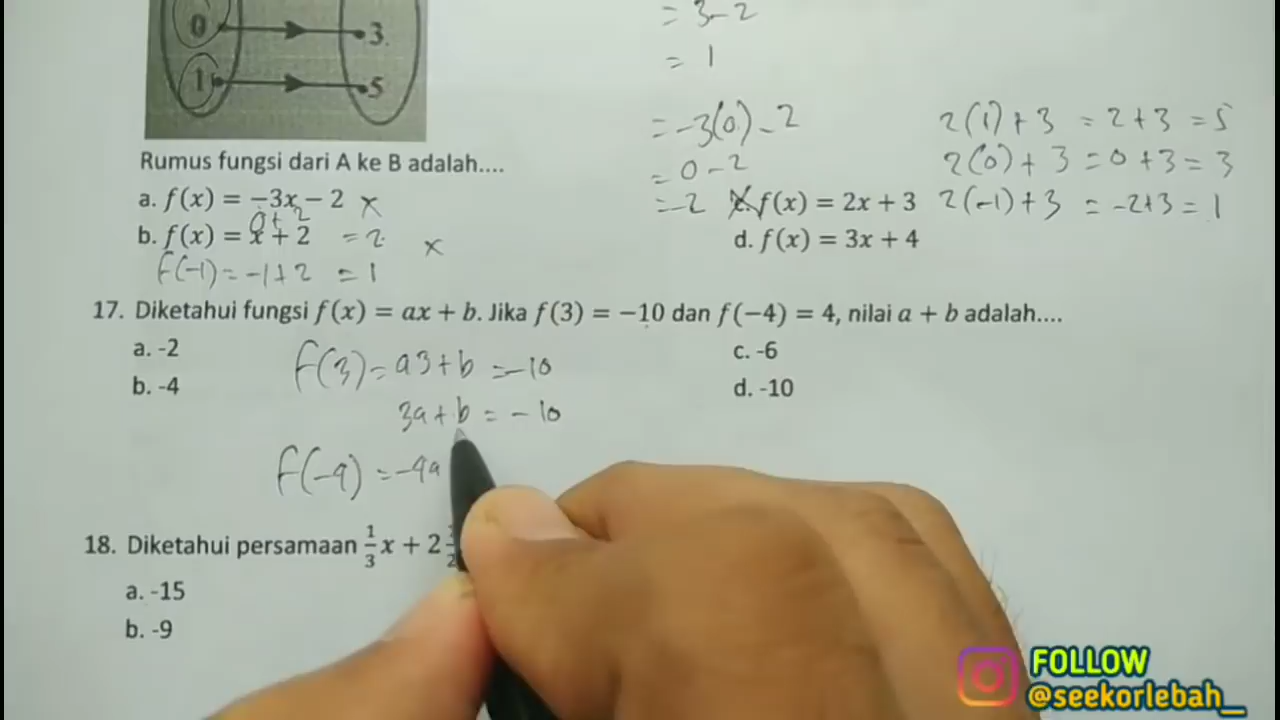 0 3
= 3-2
1 5
= 1
= -3(0) - 2
2(1) + 3 = 2+3 = 5
Rumus fungsi dari A ke B adalah....
= 0 - 2
2(0) + 3 = 0+3 = 3
a. f(x) = -3x - 2 x
= -2
c. f(x) = 2x + 3
2(-1)+3 = -2+3 = 1
0+2
b. f(x) = x + 2 = 2 x
d. f(x) = 3x + 4
f(-1) = -1+2 = 1
17. Diketahui fungsi f(x) = ax + b. Jika f(3) = -10 dan f(-4) = 4, nilai a + b adalah....
a. -2
c. -6
b. -4
d. -10
f(3) = a3+b = -10
3a+b = -10
f(-4) = -4a
18. Diketahui persamaan 1/3 x + 2
a. -15
b. -9
FOLLOW
@seekorlebah_